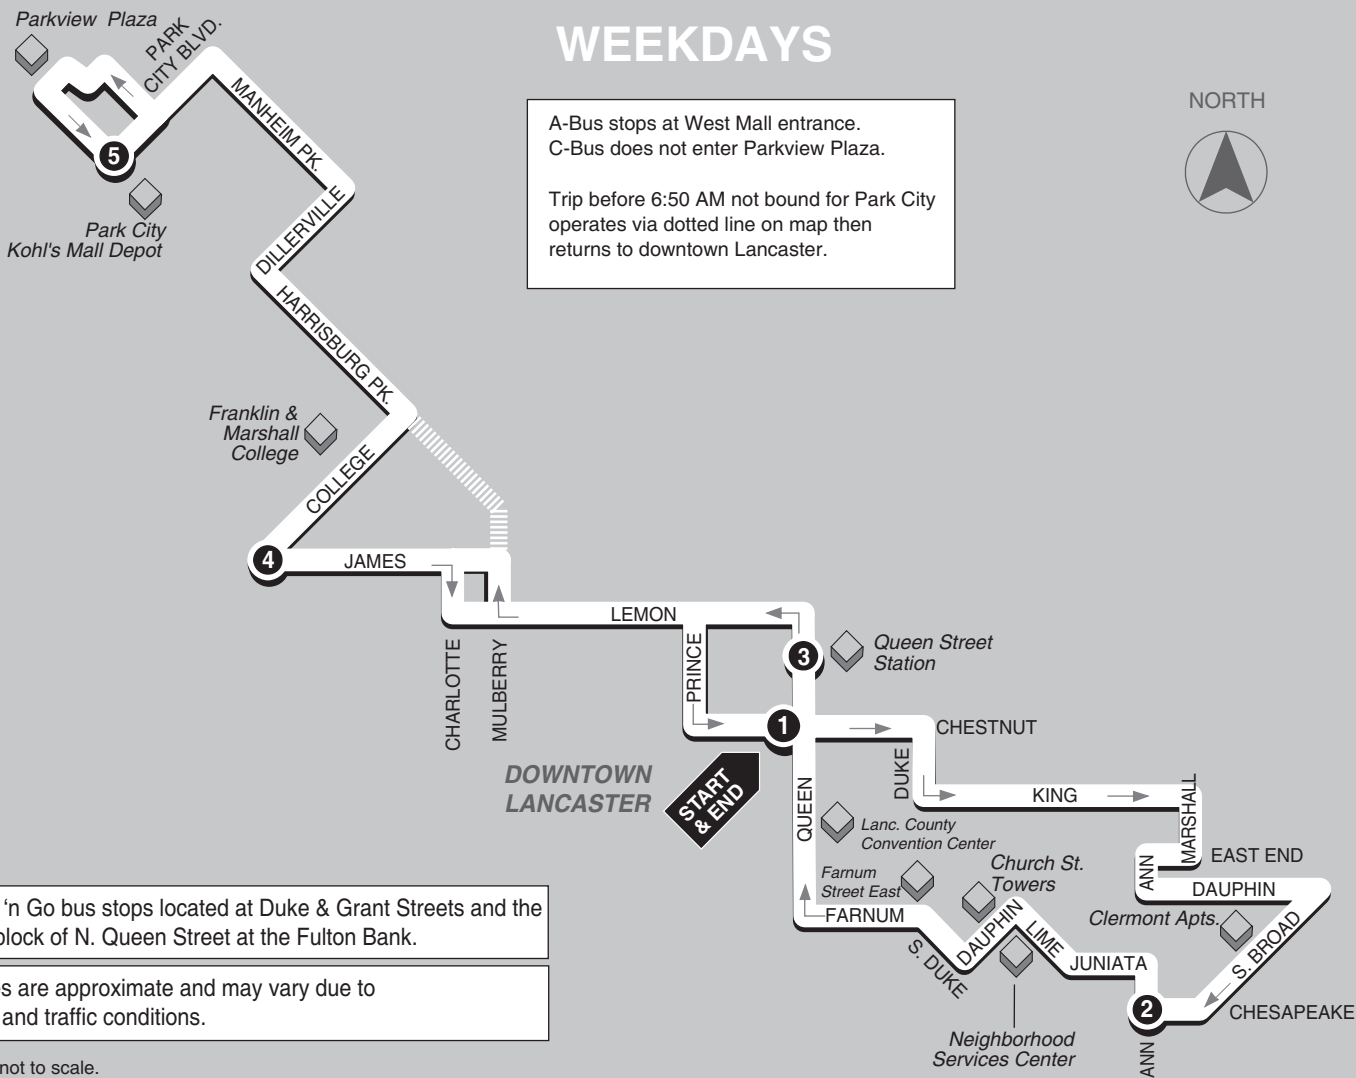 WEEKDAYS
Parkview Plaza
PARK
CITY BLVD.
MANHEIM PK.
A-Bus stops at West Mall entrance.
C-Bus does not enter Parkview Plaza.
Trip before 6:50 AM not bound for Park City
operates via dotted line on map then
returns to downtown Lancaster.
NORTH
5
Park City
Kohl's Mall Depot
DILLERVILLE
HARRISBURG PK.
Franklin &
Marshall
College
COLLEGE
4
JAMES
LEMON
CHARLOTTE
MULBERRY
PRINCE
3
Queen Street
Station
1
CHESTNUT
DOWNTOWN
LANCASTER
START
& END
QUEEN
DUKE
KING
MARSHALL
Lanc. County
Convention Center
EAST END
ANN
DAUPHIN
Farnum
Street East
Church St.
Towers
Clermont Apts.
S. BROAD
FARNUM
S. DUKE
DAUPHIN
LIME
JUNIATA
2
CHESAPEAKE
ANN
Neighborhood
Services Center
'n Go bus stops located at Duke & Grant Streets and the
block of N. Queen Street at the Fulton Bank.
es are approximate and may vary due to
and traffic conditions.
not to scale.